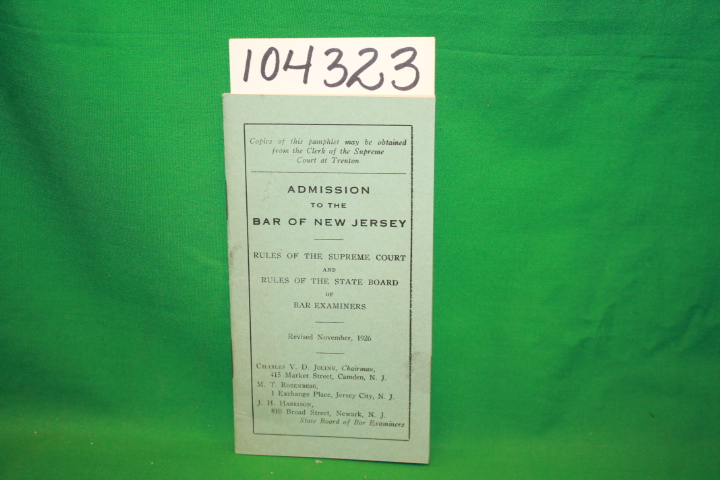 104323
Copies of this pamphlet may be obtained
from the Clerk of the Supreme
Court at Trenton
ADMISSION
TO THE
BAR OF NEW JERSEY
RULES OF THE SUPREME COURT
AND
RULES OF THE STATE BOARD
OF
BAR EXAMINERS
Revised November, 1926
CHARLES V. D. JOLINE, Chairman,
415 Market Street, Camden, N. J.
M. T. ROSENBERG,
1 Exchange Place, Jersey City, N. J.
J. H. HARRISON,
810 Broad Street, Newark, N. J.
State Board of Bar Examiners